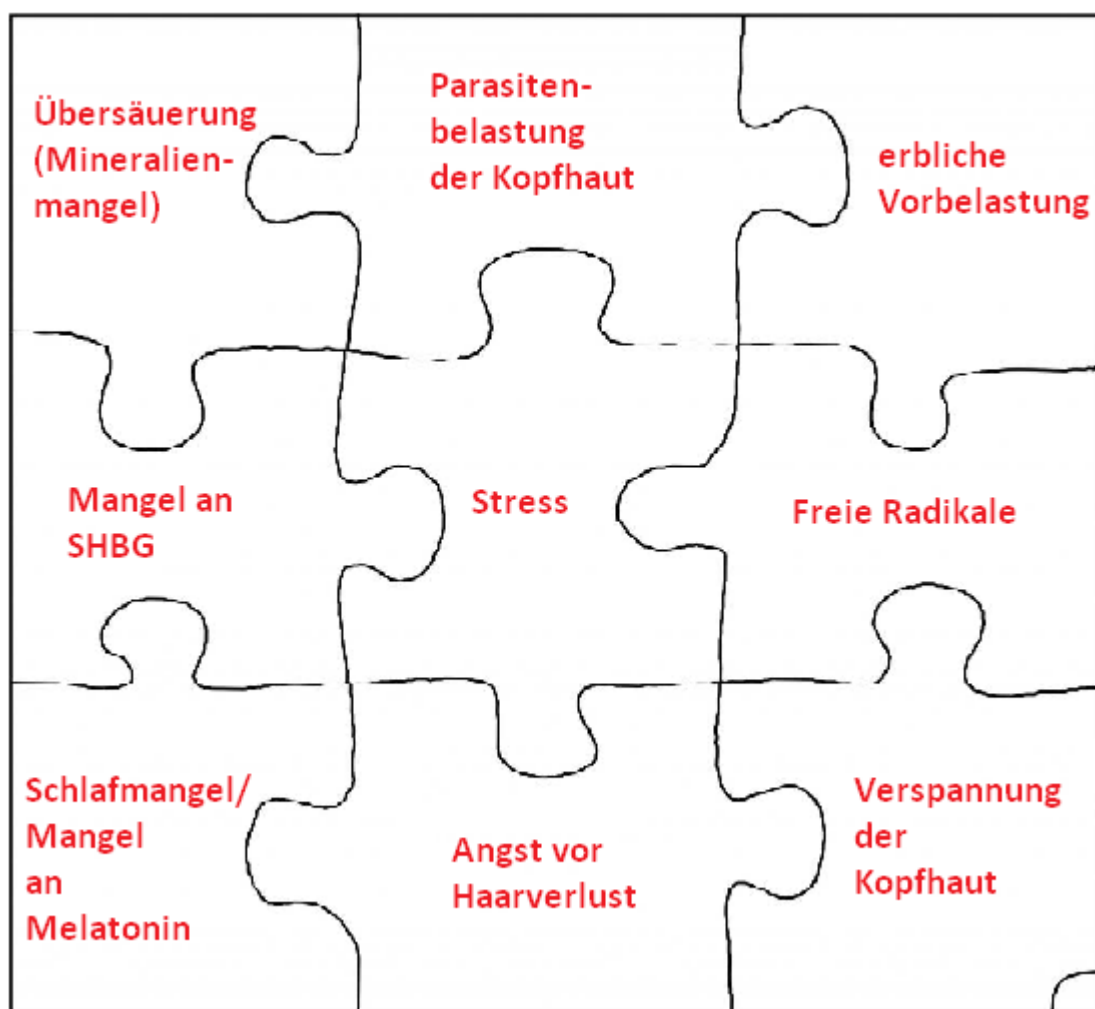 Übersäuerung
(Mineralien-
mangel)
Parasiten-
belastung
der Kopfhaut
erbliche
Vorbelastung
Mangel an
SHBG
Stress
Freie Radikale
Schlafmangel/
Mangel
an
Melatonin
Angst vor
Haarverlust
Verspannung
der
Kopfhaut